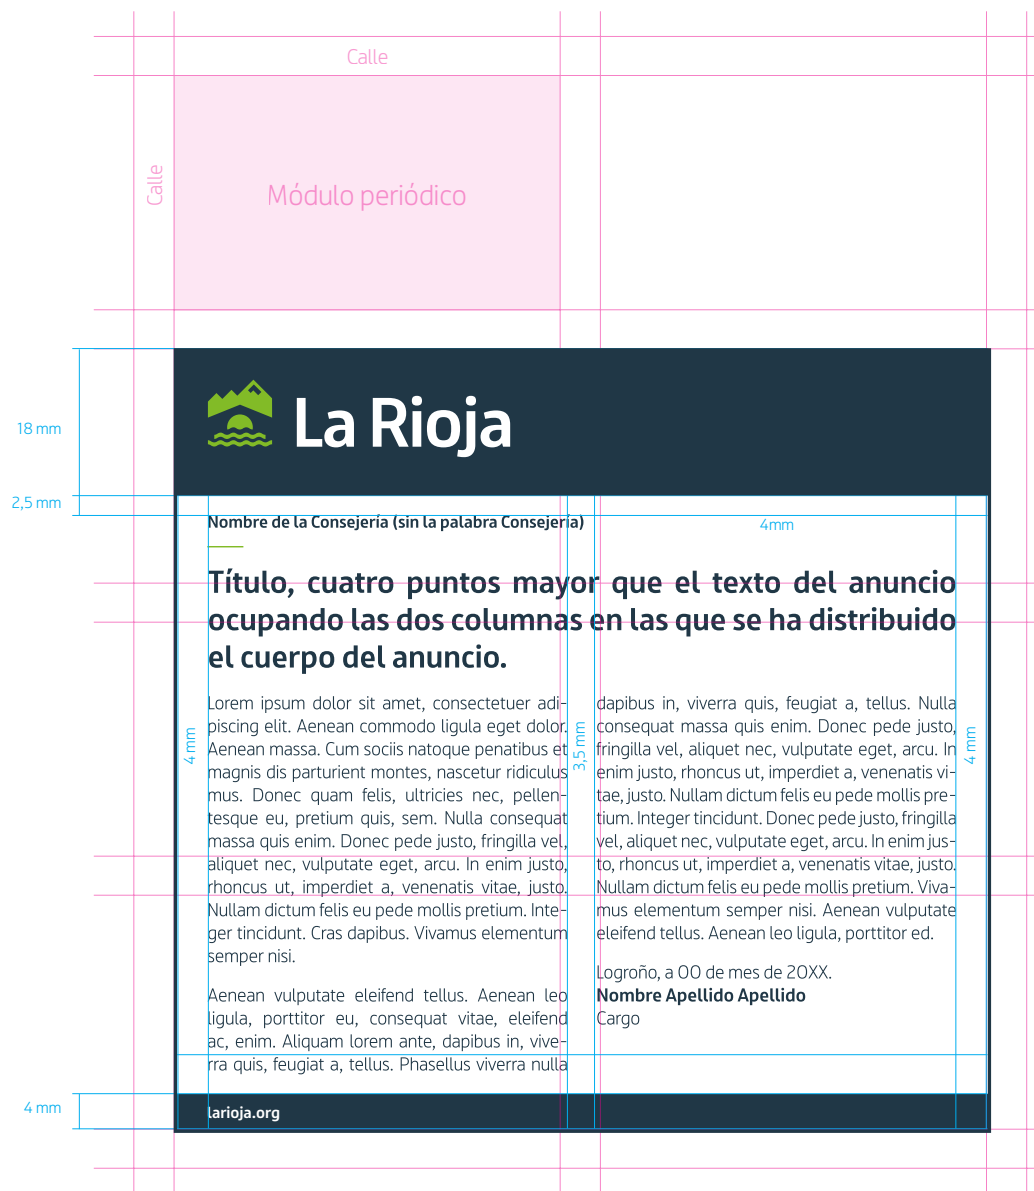 Calle
Calle
Módulo periódico
18 mm
La Rioja
2,5 mm
Nombre de la Consejería (sin la palabra Consejería)
4mm
Título, cuatro puntos mayor que el texto del anuncio
ocupando las dos columnas en las que se ha distribuido
el cuerpo del anuncio.
4 mm
Lorem ipsum dolor sit amet, consectetuer adi-
piscing elit. Aenean commodo ligula eget dolor.
Aenean massa. Cum sociis natoque penatibus et
magnis dis parturient montes, nascetur ridiculus
mus. Donec quam felis, ultricies nec, pellen-
tesque eu, pretium quis, sem. Nulla consequat
massa quis enim. Donec pede justo, fringilla vel,
aliquet nec, vulputate eget, arcu. In enim justo,
rhoncus ut, imperdiet a, venenatis vitae, justo.
Nullam dictum felis eu pede mollis pretium. Inte-
ger tincidunt. Cras dapibus. Vivamus elementum
semper nisi.
Aenean vulputate eleifend tellus. Aenean leo
ligula, porttitor eu, consequat vitae, eleifend
ac, enim. Aliquam lorem ante, dapibus in, vive-
rra quis, feugiat a, tellus. Phasellus viverra nulla
3,5 mm
dapibus in, viverra quis, feugiat a, tellus. Nulla
consequat massa quis enim. Donec pede justo,
fringilla vel, aliquet nec, vulputate eget, arcu. In
enim justo, rhoncus ut, imperdiet a, venenatis vi-
tae, justo. Nullam dictum felis eu pede mollis pre-
tium. Integer tincidunt. Donec pede justo, fringilla
vel, aliquet nec, vulputate eget, arcu. In enim jus-
to, rhoncus ut, imperdiet a, venenatis vitae, justo.
Nullam dictum felis eu pede mollis pretium. Viva-
mus elementum semper nisi. Aenean vulputate
eleifend tellus. Aenean leo ligula, porttitor ed.
Logroño, a 00 de mes de 20XX.
Nombre Apellido Apellido
Cargo
4 mm
4 mm
larioja.org